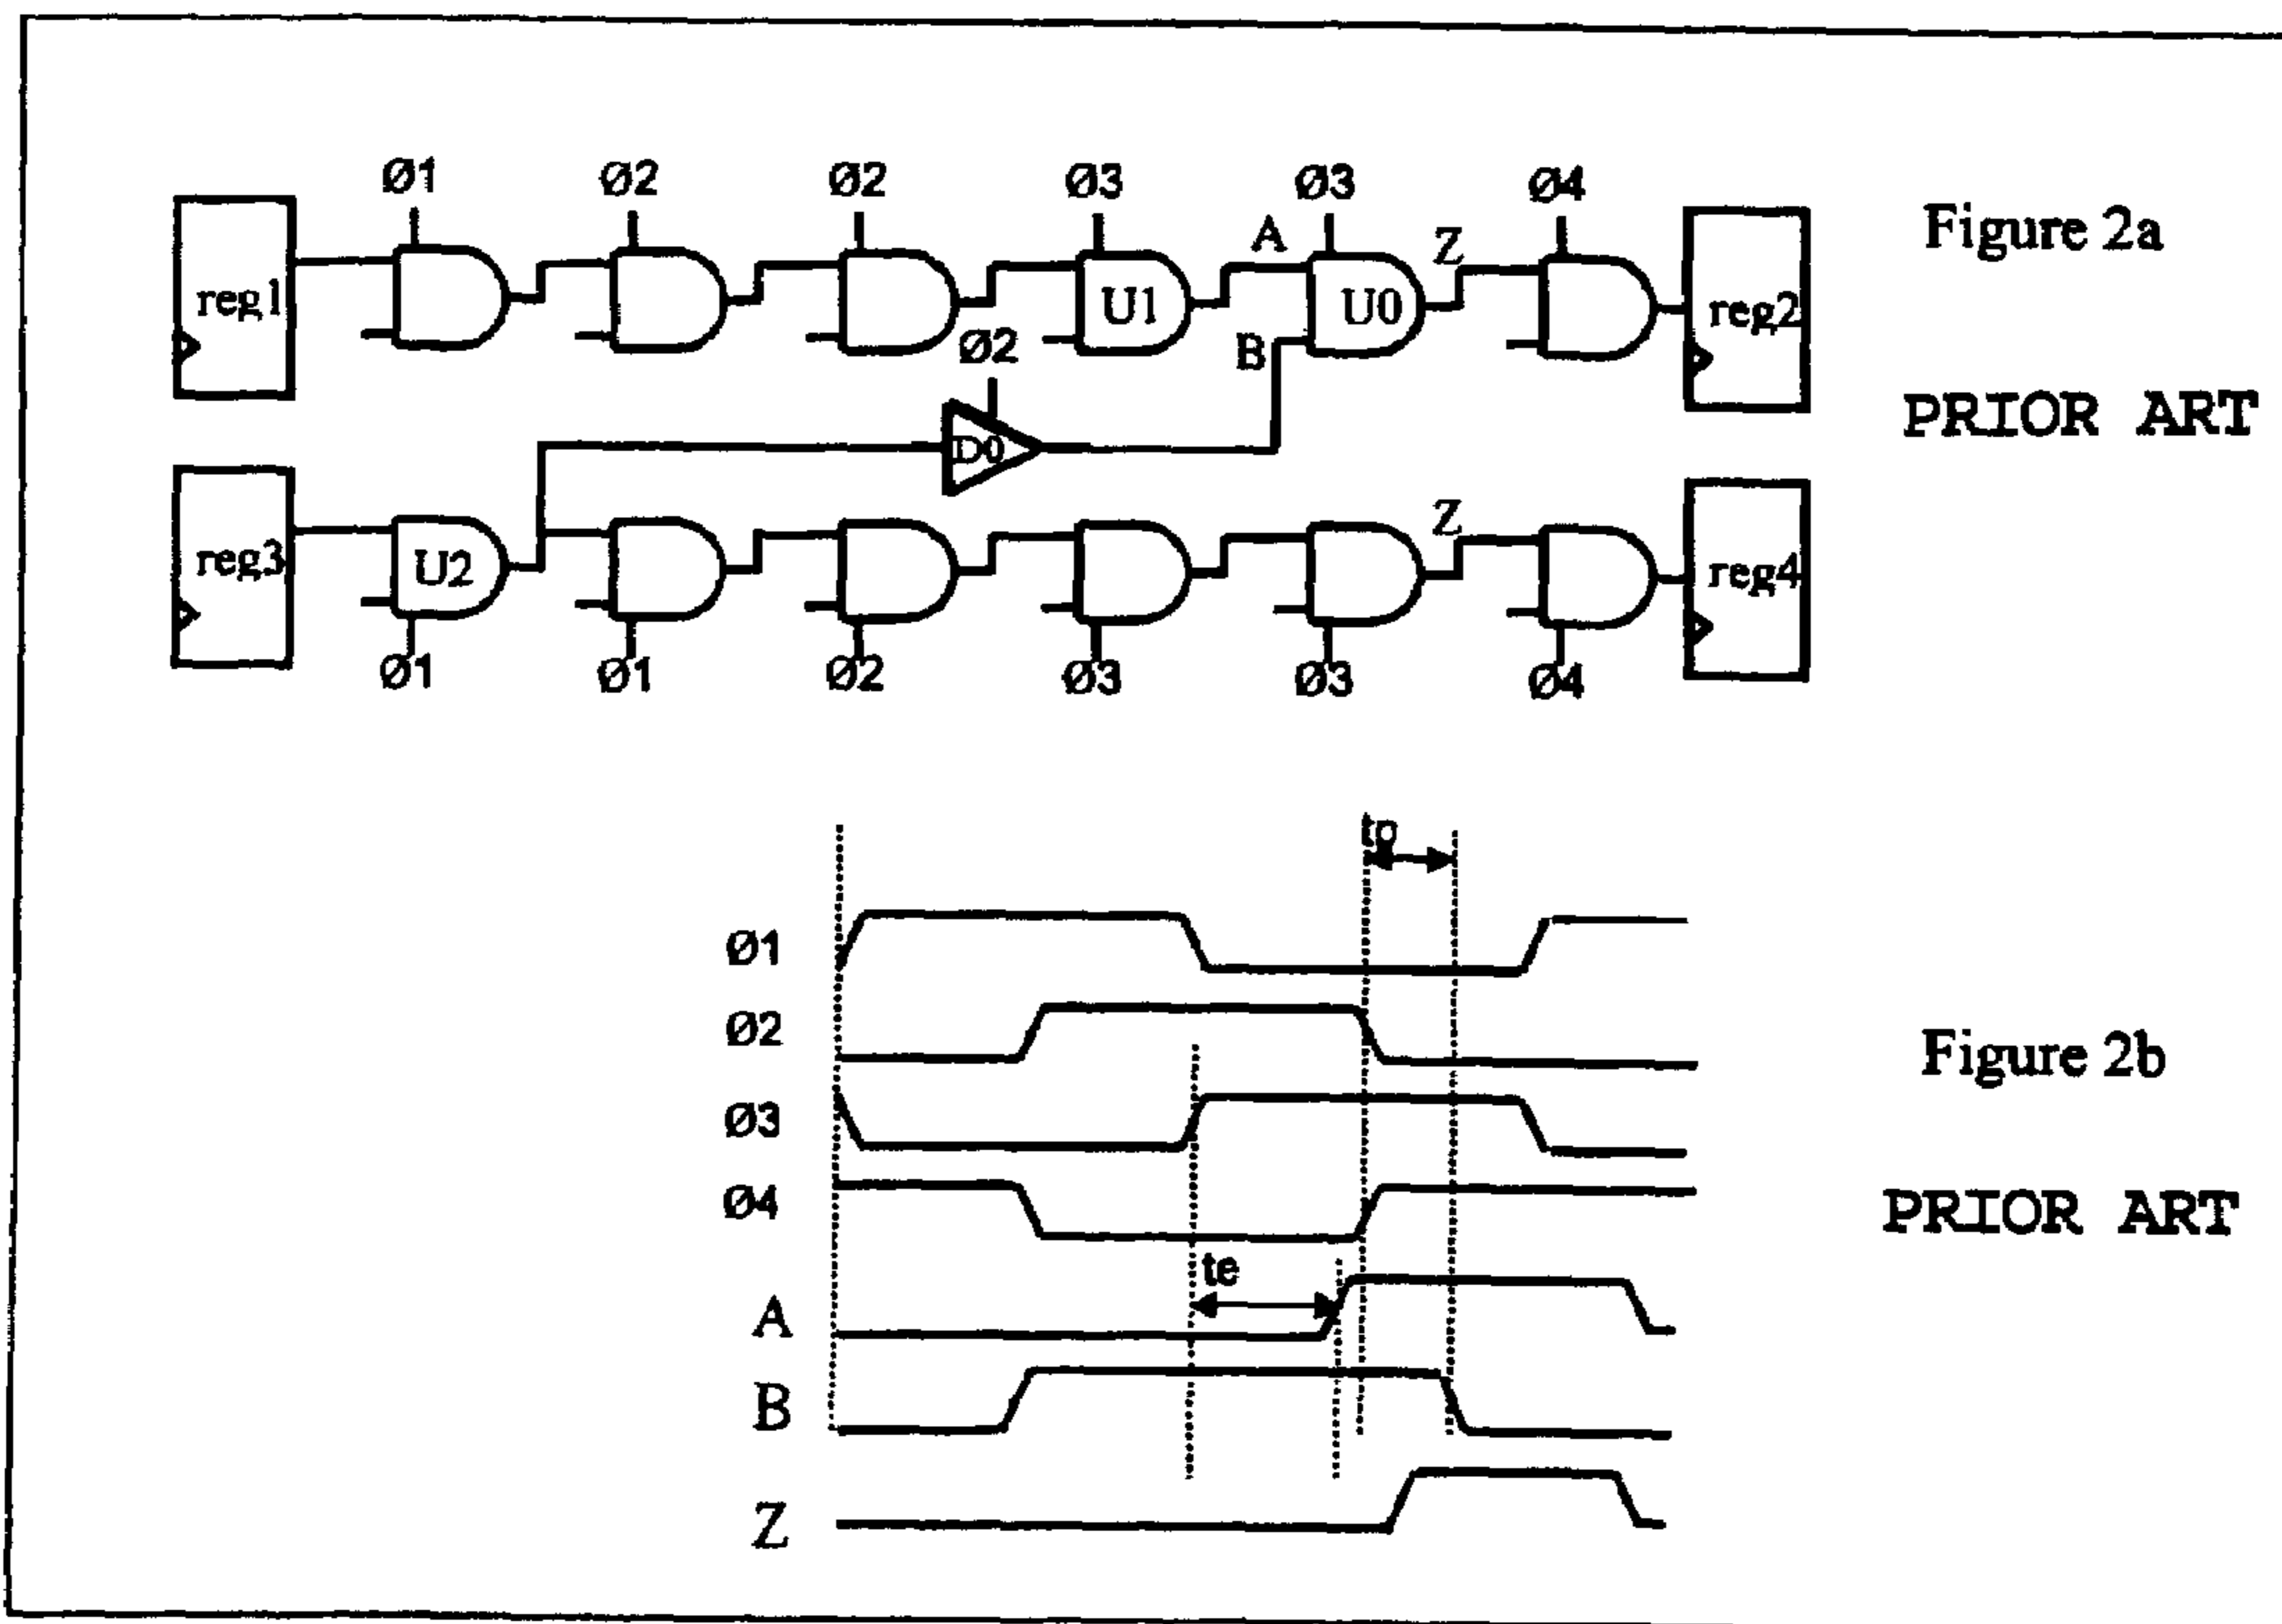 Ø1 Ø2 Ø2 Ø3 Ø3 Ø4
A Z
Figure 2a
reg1 U1 U0 reg2
Ø2 B
PRIOR ART
D0
Z
reg3 U2 reg4
Ø1 Ø1 Ø2 Ø3 Ø3 Ø4
tp
Ø1
Ø2
Figure 2b
Ø3
Ø4
PRIOR ART
te
A
B
Z